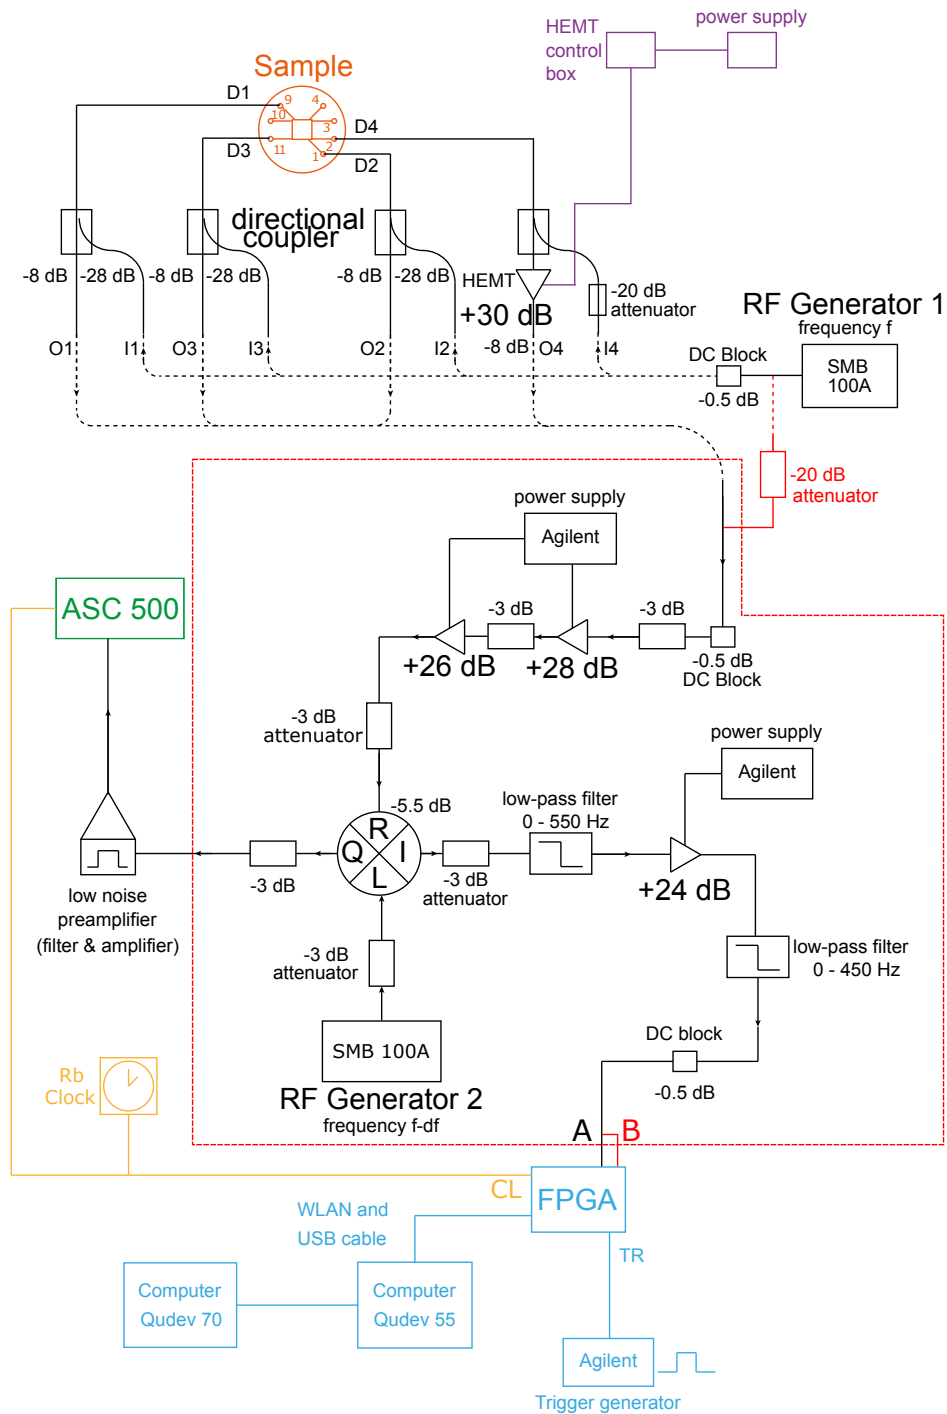 power supply
HEMT
control
box
Sample
D1
9
4
10
3
D4
D3
11
2
1
D2
directional
coupler
-8 dB
-28 dB
-8 dB
-28 dB
-8 dB
-28 dB
HEMT
+30 dB
-20 dB
attenuator
RF Generator 1
frequency f
O1
I1
O3
I3
O2
I2
-8 dB
O4
I4
DC Block
-0.5 dB
SMB
100A
-20 dB
attenuator
power supply
Agilent
ASC 500
-3 dB
-3 dB
+26 dB
+28 dB
-0.5 dB
DC Block
-3 dB
attenuator
power supply
Agilent
-5.5 dB
low-pass filter
0 - 550 Hz
R
Q
I
L
-3 dB
-3 dB
attenuator
+24 dB
low noise
preamplifier
(filter & amplifier)
-3 dB
attenuator
low-pass filter
0 - 450 Hz
SMB 100A
DC block
-0.5 dB
RF Generator 2
frequency f-df
Rb
Clock
A
B
CL
FPGA
WLAN and
USB cable
TR
Computer
Qudev 70
Computer
Qudev 55
Agilent
Trigger generator